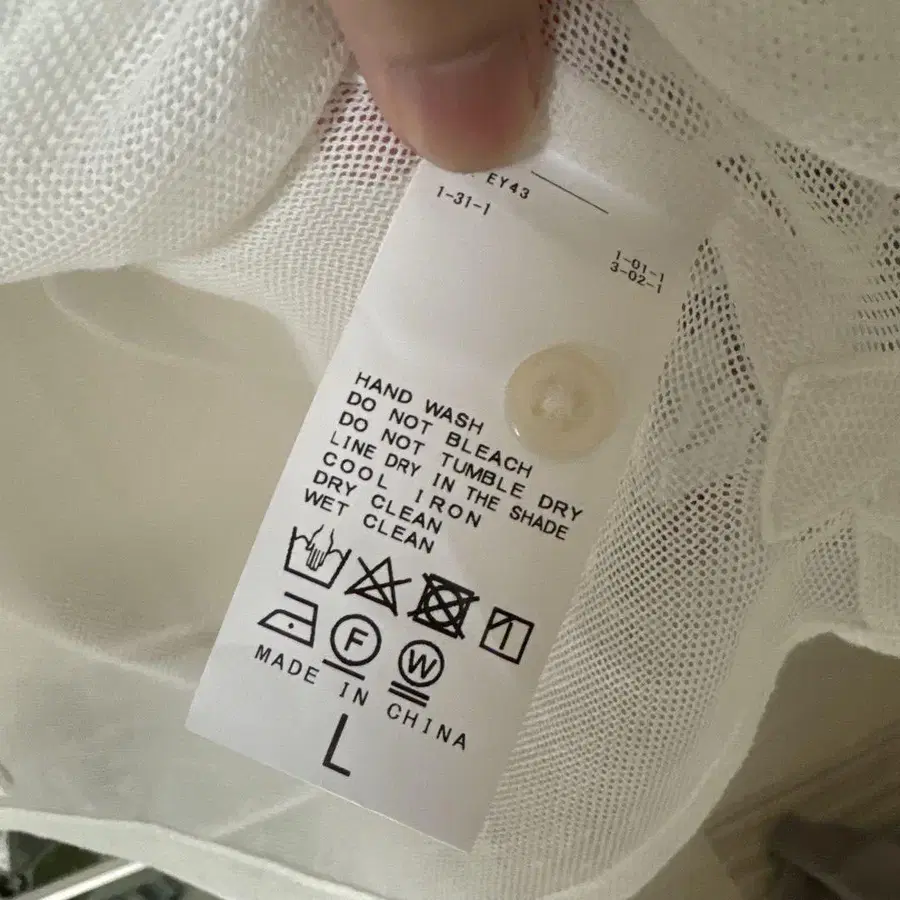 EY43
1-31-1
1-01-1
3-02-1
HAND WASH
DO NOT BLEACH
DO NOT TUMBLE DRY
LINE DRY IN THE SHADE
COOL IRON
DRY CLEAN
WET CLEAN
F W
MADE IN CHINA
L